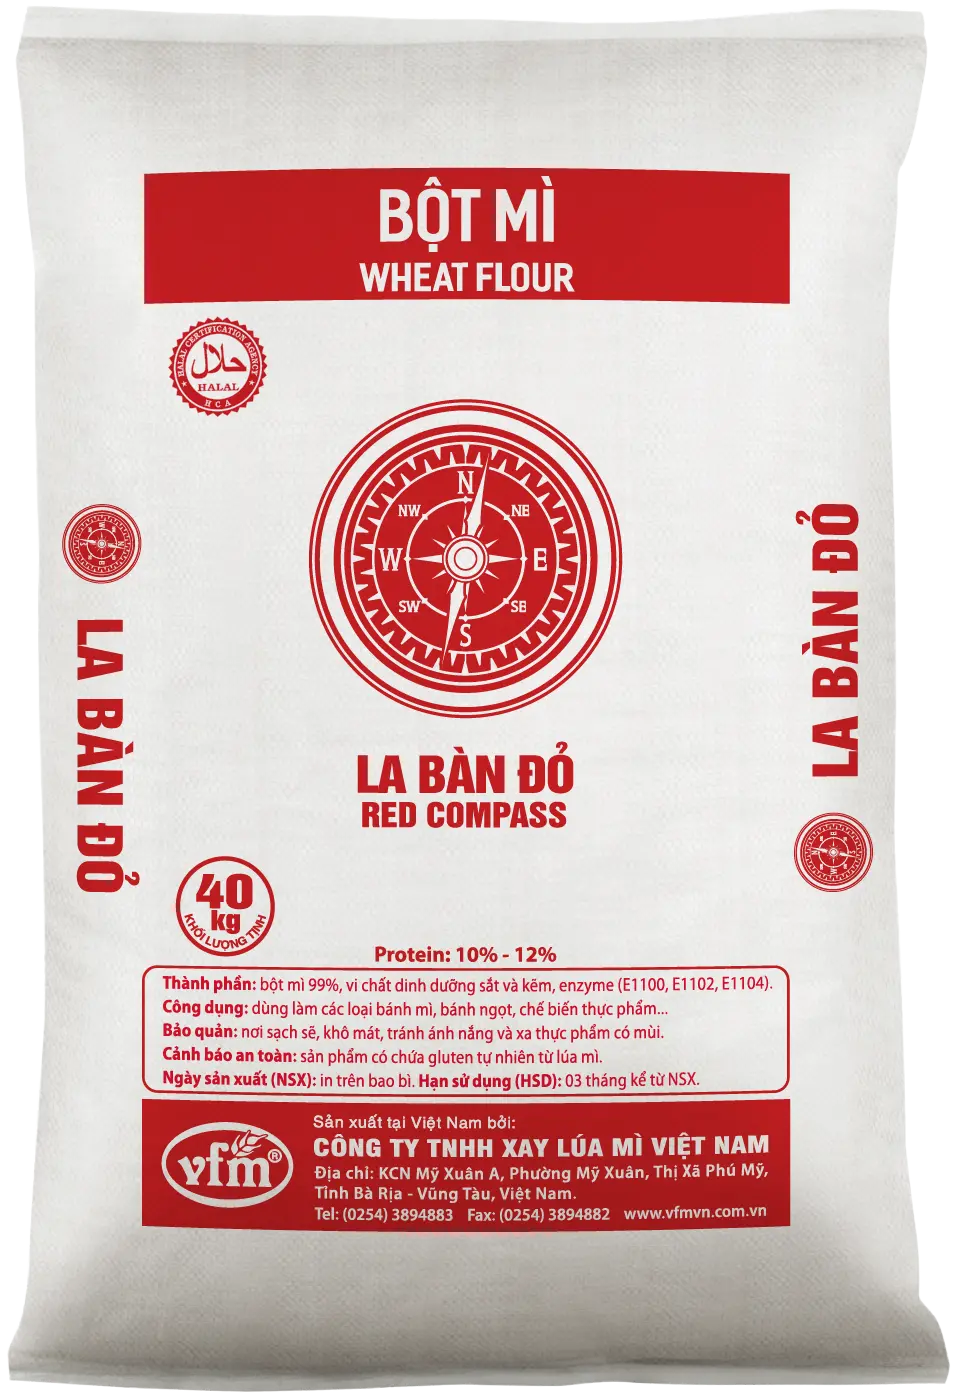 BỘT MÌ
WHEAT FLOUR
HALAL CERTIFICATION AGENCY
حلال
HALAL
HCA
N
NW
NE
W
E
SW
SE
S
LA BÀN ĐỎ
LA BÀN ĐỎ
LA BÀN ĐỎ
RED COMPASS
40
kg
KHỐI LƯỢNG TỊNH
Protein: 10% - 12%
Thành phần: bột mì 99%, vi chất dinh dưỡng sắt và kẽm, enzyme (E1100, E1102, E1104).
Công dụng: dùng làm các loại bánh mì, bánh ngọt, chế biến thực phẩm...
Bảo quản: nơi sạch sẽ, khô mát, tránh ánh nắng và xa thực phẩm có mùi.
Cảnh báo an toàn: sản phẩm có chứa gluten tự nhiên từ lúa mì.
Ngày sản xuất (NSX): in trên bao bì. Hạn sử dụng (HSD): 03 tháng kể từ NSX.
vfm®
Sản xuất tại Việt Nam bởi:
CÔNG TY TNHH XAY LÚA MÌ VIỆT NAM
Địa chỉ: KCN Mỹ Xuân A, Phường Mỹ Xuân, Thị Xã Phú Mỹ,
Tỉnh Bà Rịa - Vũng Tàu, Việt Nam.
Tel: (0254) 3894883 Fax: (0254) 3894882 www.vfmvn.com.vn